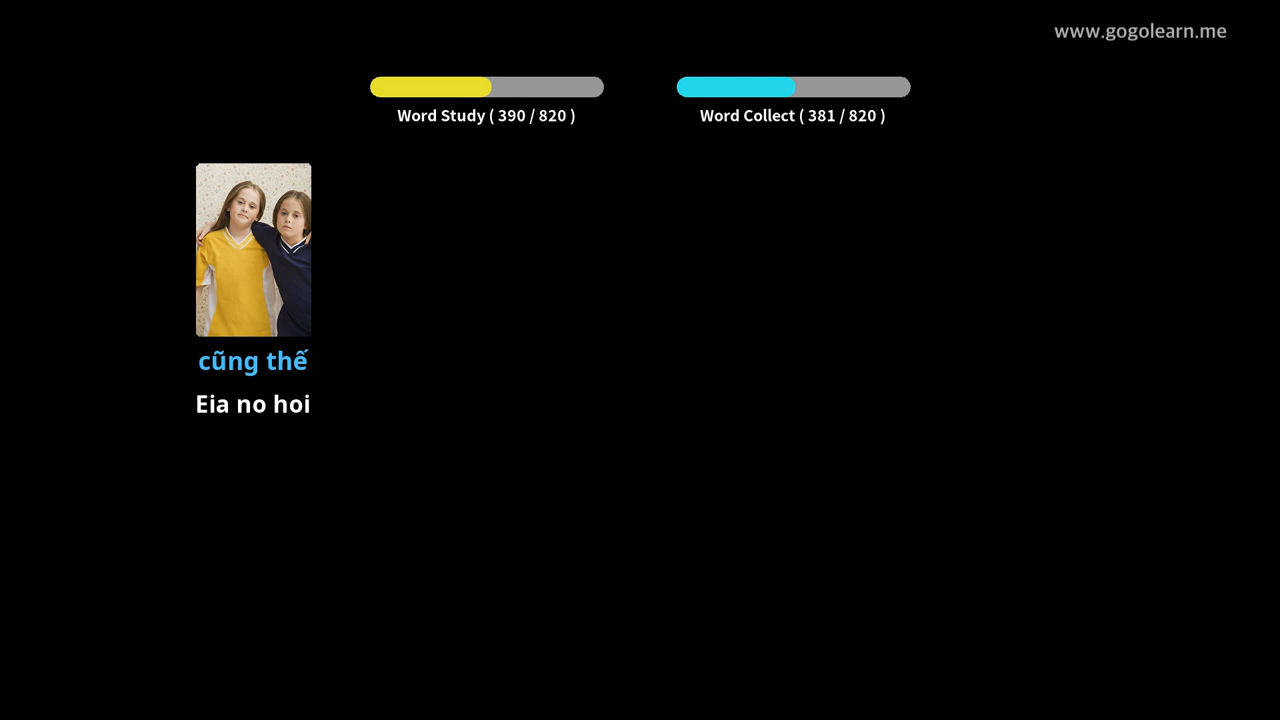 www.gogolearn.me
Word Study ( 390 / 820 )
Word Collect ( 381 / 820 )
cũng thế
Eia no hoi